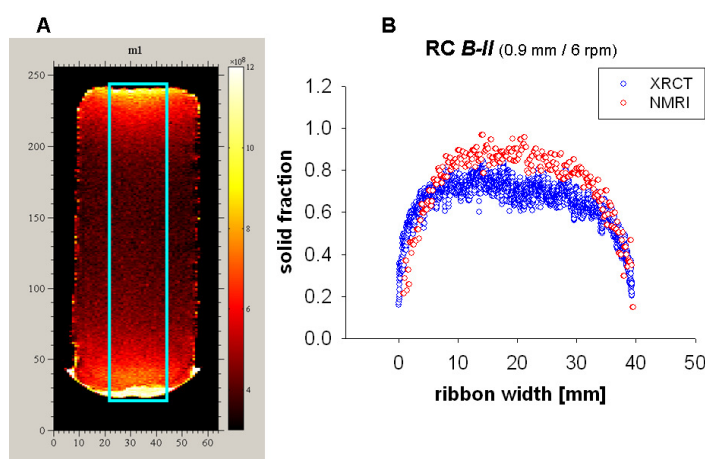 A
B
m1
RC B-II (0.9 mm / 6 rpm)
×10⁸
250
200
150
100
50
0
0 10 20 30 40 50 60
12
10
8
6
4
solid fraction
1.2
1.0
0.8
0.6
0.4
0.2
0.0
XRCT
NMRI
0 10 20 30 40 50
ribbon width [mm]